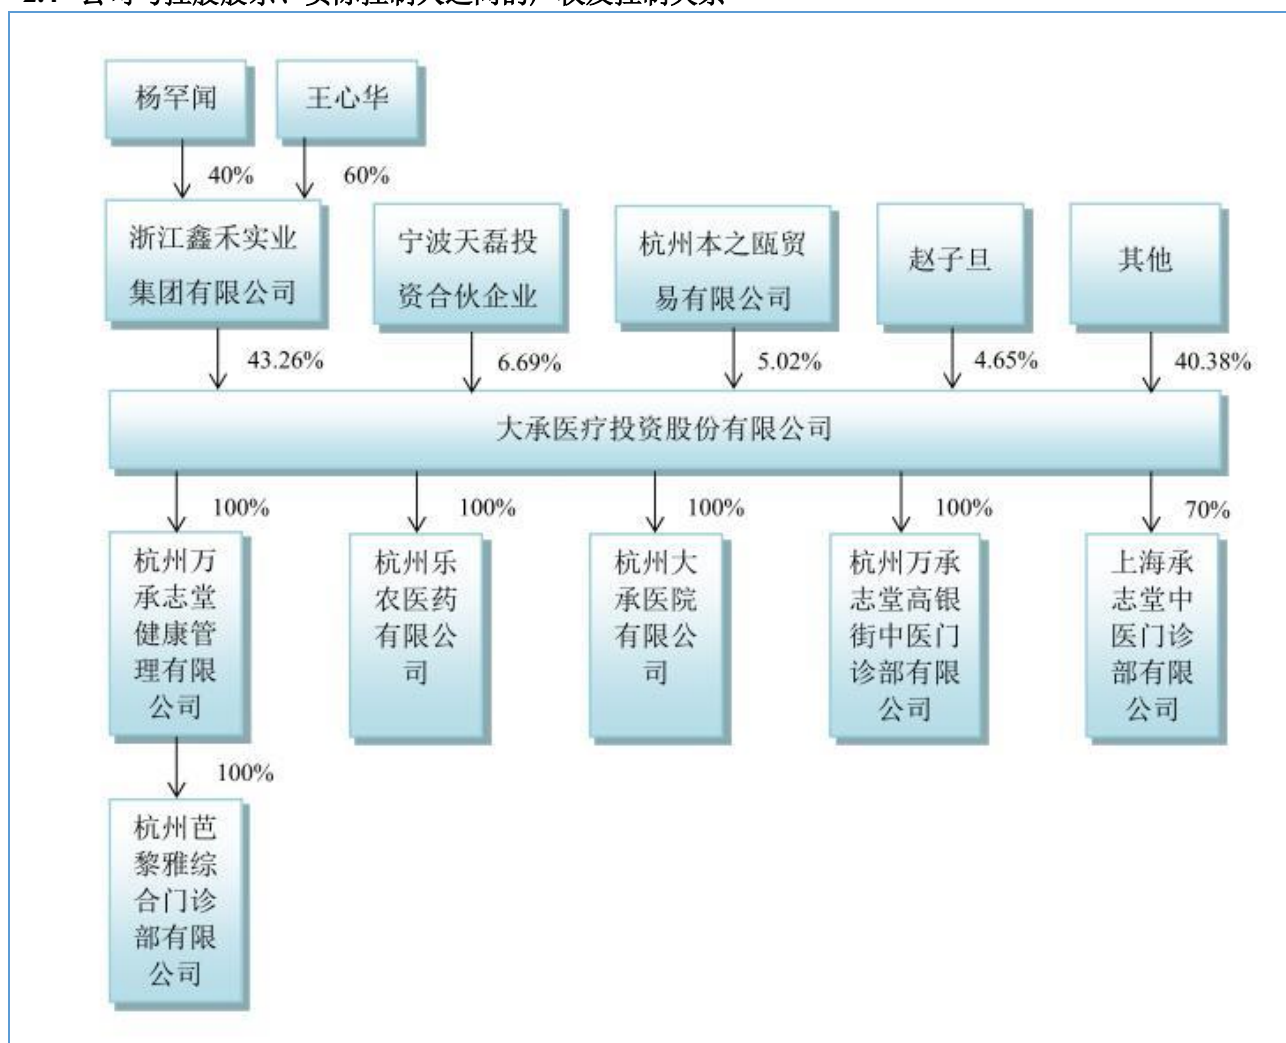 杨罕闻
王心华
40%
60%
浙江鑫禾实业
集团有限公司
宁波天磊投
资合伙企业
杭州本之瓯贸
易有限公司
赵子旦
其他
43.26%
6.69%
5.02%
4.65%
40.38%
大承医疗投资股份有限公司
100%
100%
100%
100%
70%
杭州万
承志堂
健康管
理有限
公司
杭州乐
农医药
有限公
司
杭州大
承医院
有限公
司
杭州万承
志堂高银
街中医门
诊部有限
公司
上海承
志堂中
医门诊
部有限
公司
100%
杭州芭
黎雅综
合门诊
部有限
公司